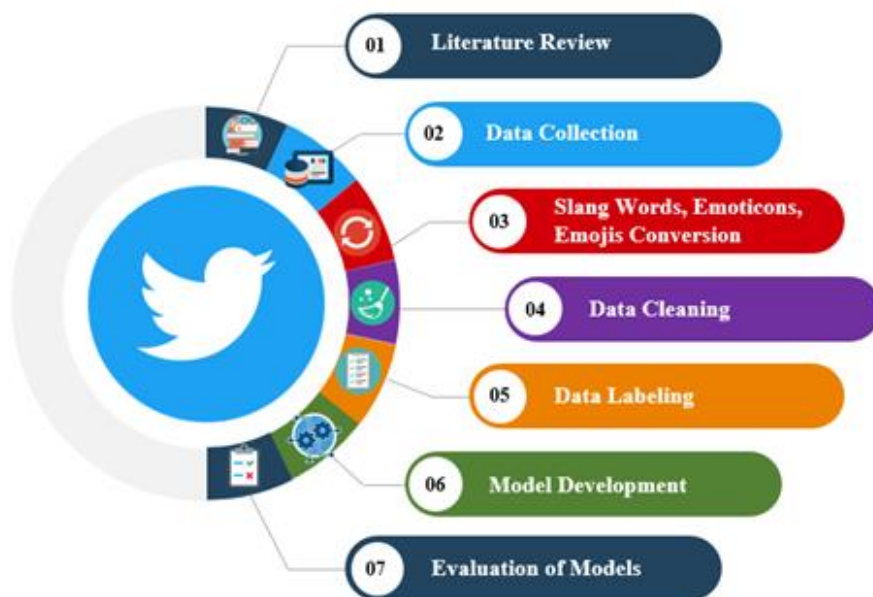 01
Literature Review
02
Data Collection
03
Slang Words, Emoticons,
Emojis Conversion
04
Data Cleaning
05
Data Labeling
06
Model Development
07
Evaluation of Models